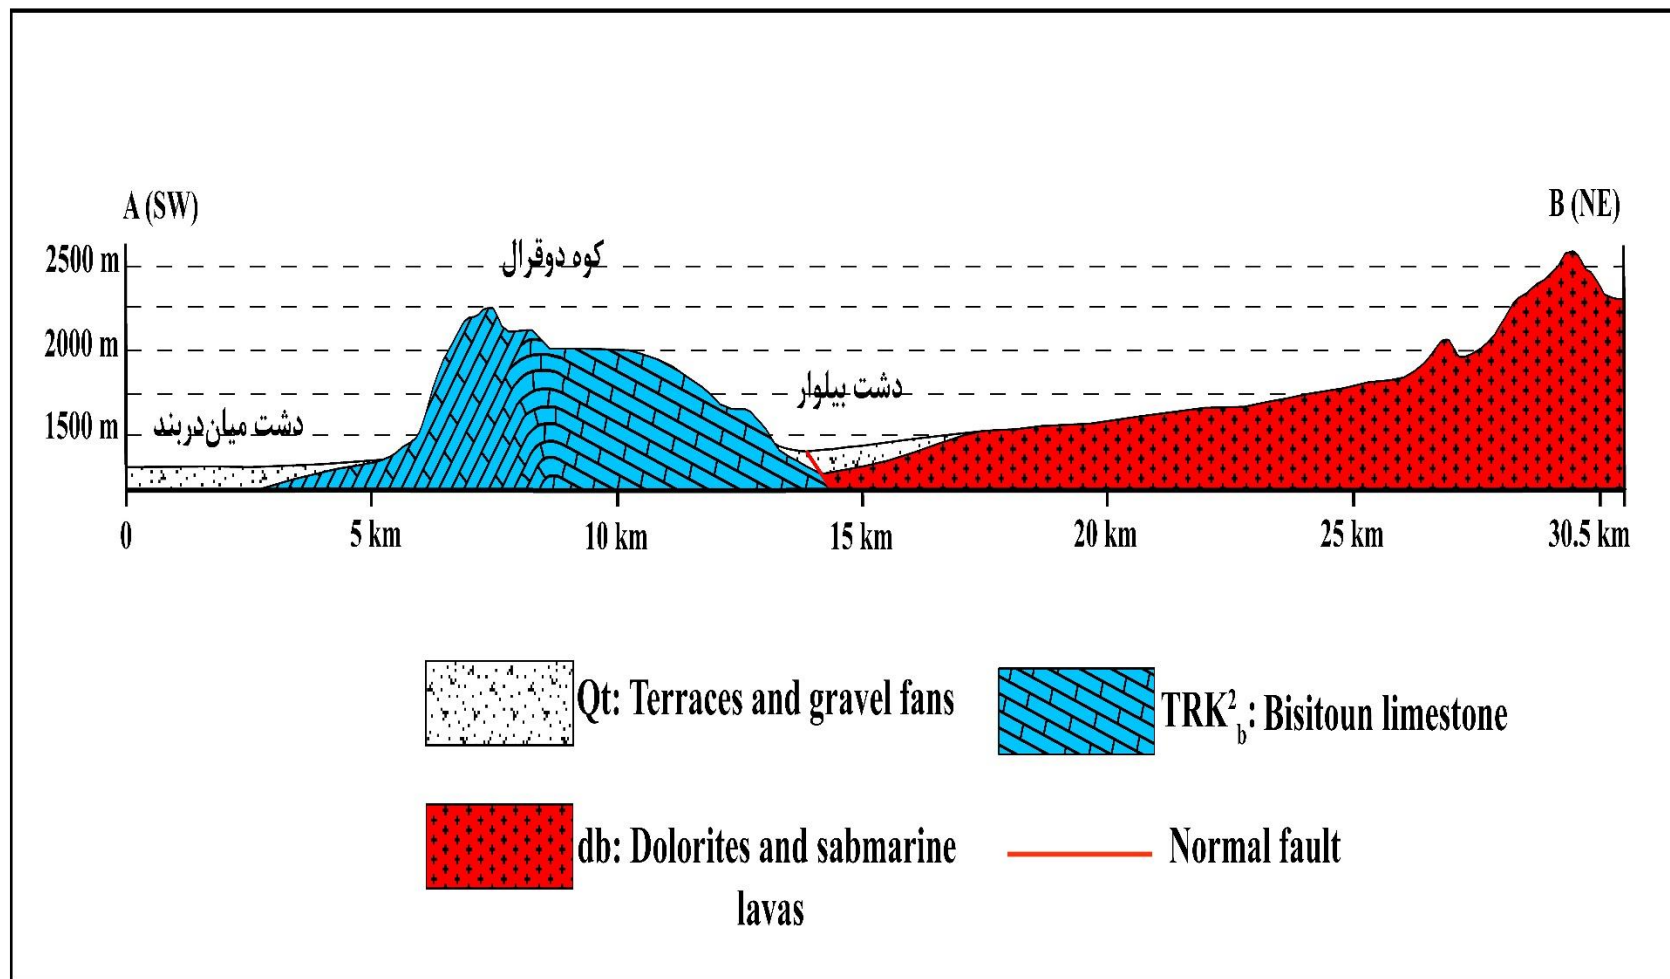 A (SW)
B (NE)
کوه دوقرال
2500 m
2000 m
دشت بیلوار
1500 m
دشت میان‌دربند
0
5 km
10 km
15 km
20 km
25 km
30.5 km
Qt: Terraces and gravel fans
TRK²b: Bisitoun limestone
db: Dolorites and sabmarine
lavas
Normal fault